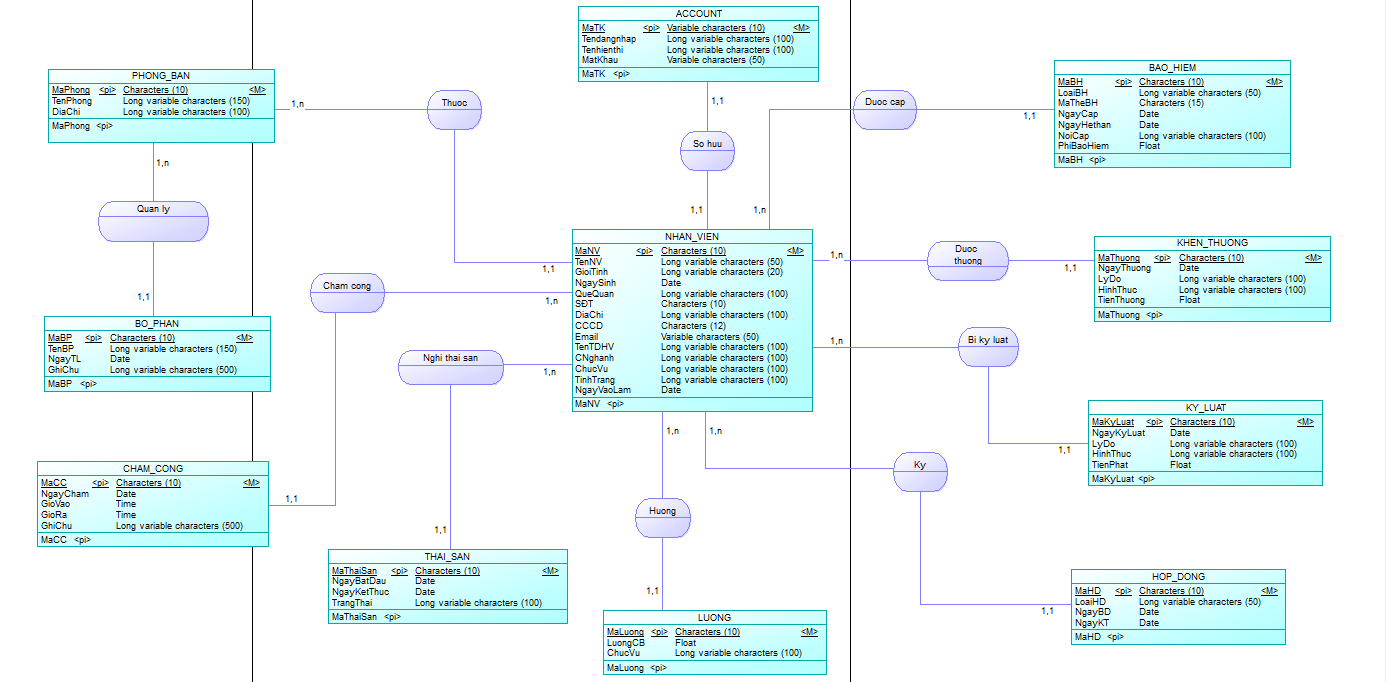 ACCOUNT
MaTK <pi> Variable characters (10) <M>
Tendangnhap Long variable characters (100)
Tenhienthi Long variable characters (100)
MatKhau Variable characters (50)
MaTK <pi>
PHONG_BAN
MaPhong <pi> Characters (10) <M>
TenPhong Long variable characters (150)
DiaChi Long variable characters (100)
MaPhong <pi>
1,n
Thuoc
1,1
1,1
So huu
1,1
Duoc cap
1,n
1,1
BAO_HIEM
MaBH <pi> Characters (10) <M>
LoaiBH Long variable characters (50)
MaTheBH Characters (15)
NgayCap Date
NgayHethan Date
NoiCap Long variable characters (100)
PhiBaoHiem Float
MaBH <pi>
1,n
Quan ly
1,1
BO_PHAN
MaBP <pi> Characters (10) <M>
TenBP Long variable characters (150)
NgayTL Date
GhiChu Long variable characters (500)
MaBP <pi>
NHAN_VIEN
MaNV <pi> Characters (10) <M>
TenNV Long variable characters (50)
GioiTinh Long variable characters (20)
NgaySinh Date
QueQuan Long variable characters (100)
SĐT Characters (10)
DiaChi Long variable characters (100)
CCCD Characters (12)
Email Variable characters (50)
TenTDHV Long variable characters (100)
CNghanh Long variable characters (100)
ChucVu Long variable characters (100)
TinhTrang Long variable characters (100)
NgayVaoLam Date
MaNV <pi>
1,n
Duoc
thuong
1,1
KHEN_THUONG
MaThuong <pi> Characters (10) <M>
NgayThuong Date
LyDo Long variable characters (100)
HinhThuc Long variable characters (100)
TienThuong Float
MaThuong <pi>
Cham cong
1,n
1,1
Nghi thai san
1,n
1,1
1,n
Bi ky luat
1,1
KY_LUAT
MaKyLuat <pi> Characters (10) <M>
NgayKyLuat Date
LyDo Long variable characters (100)
HinhThuc Long variable characters (100)
TienPhat Float
MaKyLuat <pi>
CHAM_CONG
MaCC <pi> Characters (10) <M>
NgayCham Date
GioVao Time
GioRa Time
GhiChu Long variable characters (500)
MaCC <pi>
1,n
Huong
1,1
1,n
Ky
1,1
THAI_SAN
MaThaiSan <pi> Characters (10) <M>
NgayBatDau Date
NgayKetThuc Date
TrangThai Long variable characters (100)
MaThaiSan <pi>
LUONG
MaLuong <pi> Characters (10) <M>
LuongCB Float
ChucVu Long variable characters (100)
MaLuong <pi>
HOP_DONG
MaHD <pi> Characters (10) <M>
LoaiHD Long variable characters (50)
NgayBD Date
NgayKT Date
MaHD <pi>